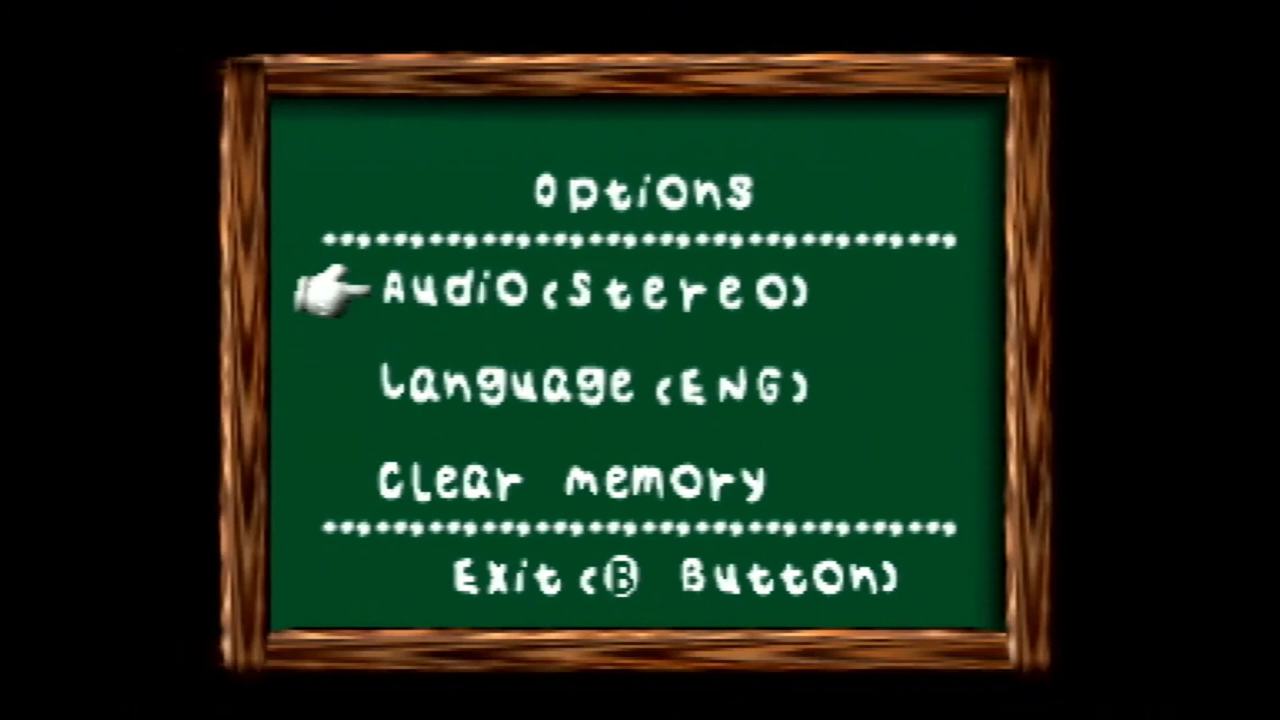 Options
Audio (Stereo)
Language (ENG)
Clear memory
Exit (Ⓑ Button)